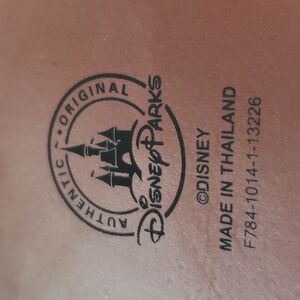 AUTHENTIC • ORIGINAL
Disney Parks
©DISNEY
MADE IN THAILAND
F784-1014-1-13226